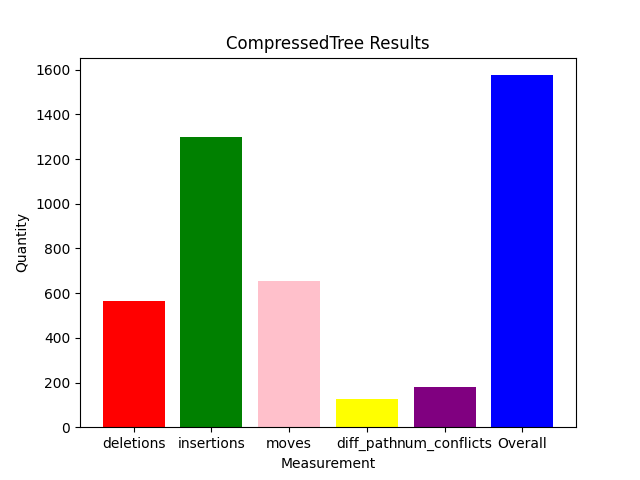 CompressedTree Results
1600
1400
1200
1000
800
600
400
200
0
Quantity
deletions insertions moves diff_path num_conflicts Overall
Measurement